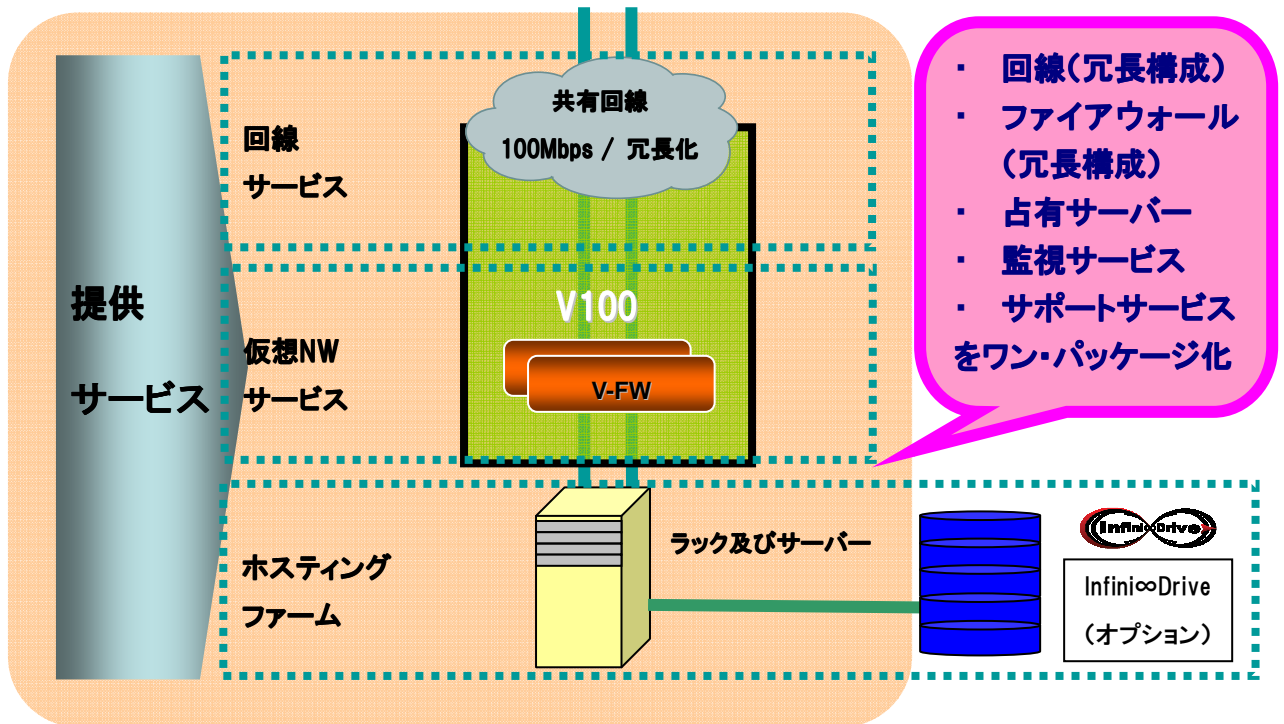 提供
サービス
回線
サービス
共有回線
100Mbps / 冗長化
仮想NW
サービス
V100
V-FW
ホスティング
ファーム
ラック及びサーバー
Infini∞Drive
Infini∞Drive
（オプション）
・ 回線（冗長構成）
・ ファイアウォール
（冗長構成）
・ 占有サーバー
・ 監視サービス
・ サポートサービス
をワン・パッケージ化